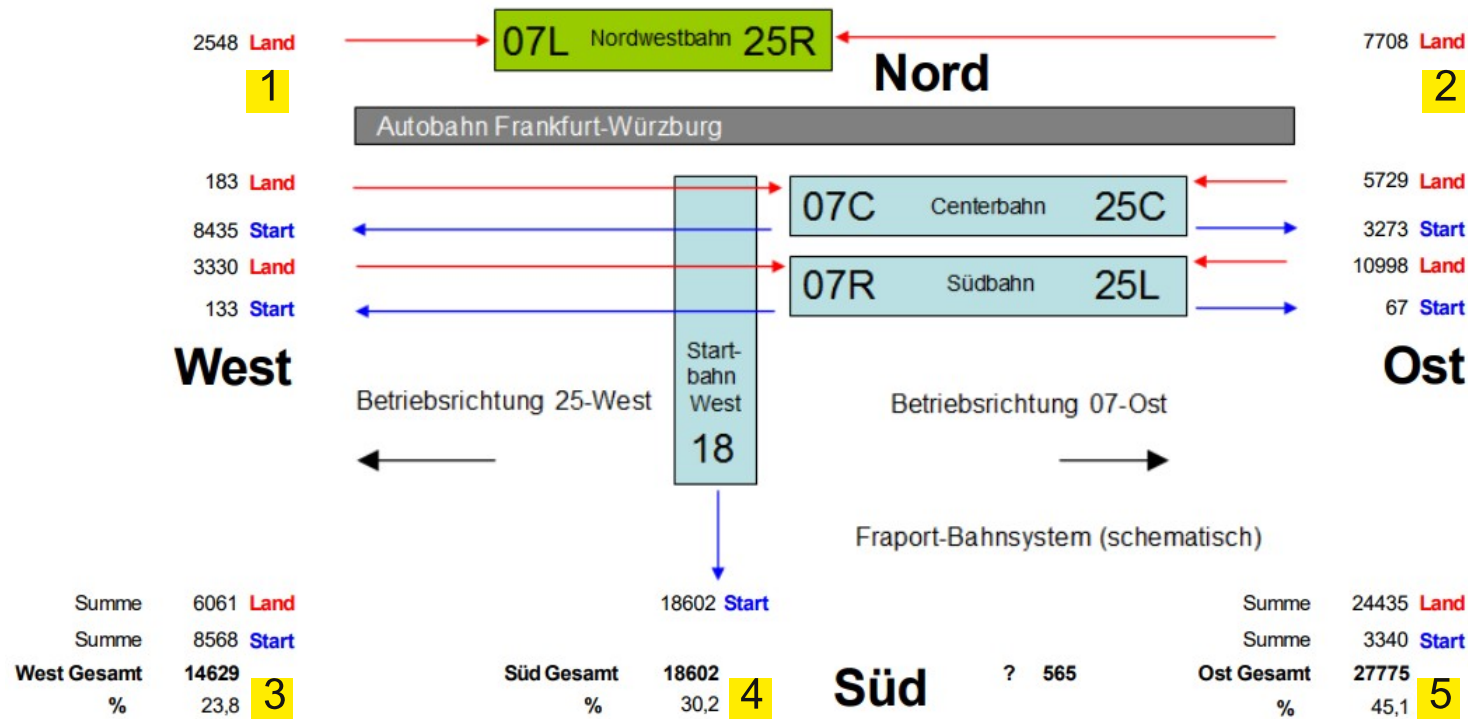 2548 Land
07L Nordwestbahn 25R
7708 Land
1
Nord
2
Autobahn Frankfurt-Würzburg
183 Land
07C Centerbahn 25C
5729 Land
8435 Start
3273 Start
3330 Land
07R Südbahn 25L
10998 Land
133 Start
67 Start
West
Start-
bahn
West
18
Ost
Betriebsrichtung 25-West
Betriebsrichtung 07-Ost
Fraport-Bahnsystem (schematisch)
Summe 6061 Land
18602 Start
Summe 24435 Land
Summe 8568 Start
Summe 3340 Start
West Gesamt 14629
Süd Gesamt 18602
Süd
? 565
Ost Gesamt 27775
% 23,8 3
% 30,2 4
% 45,1 5